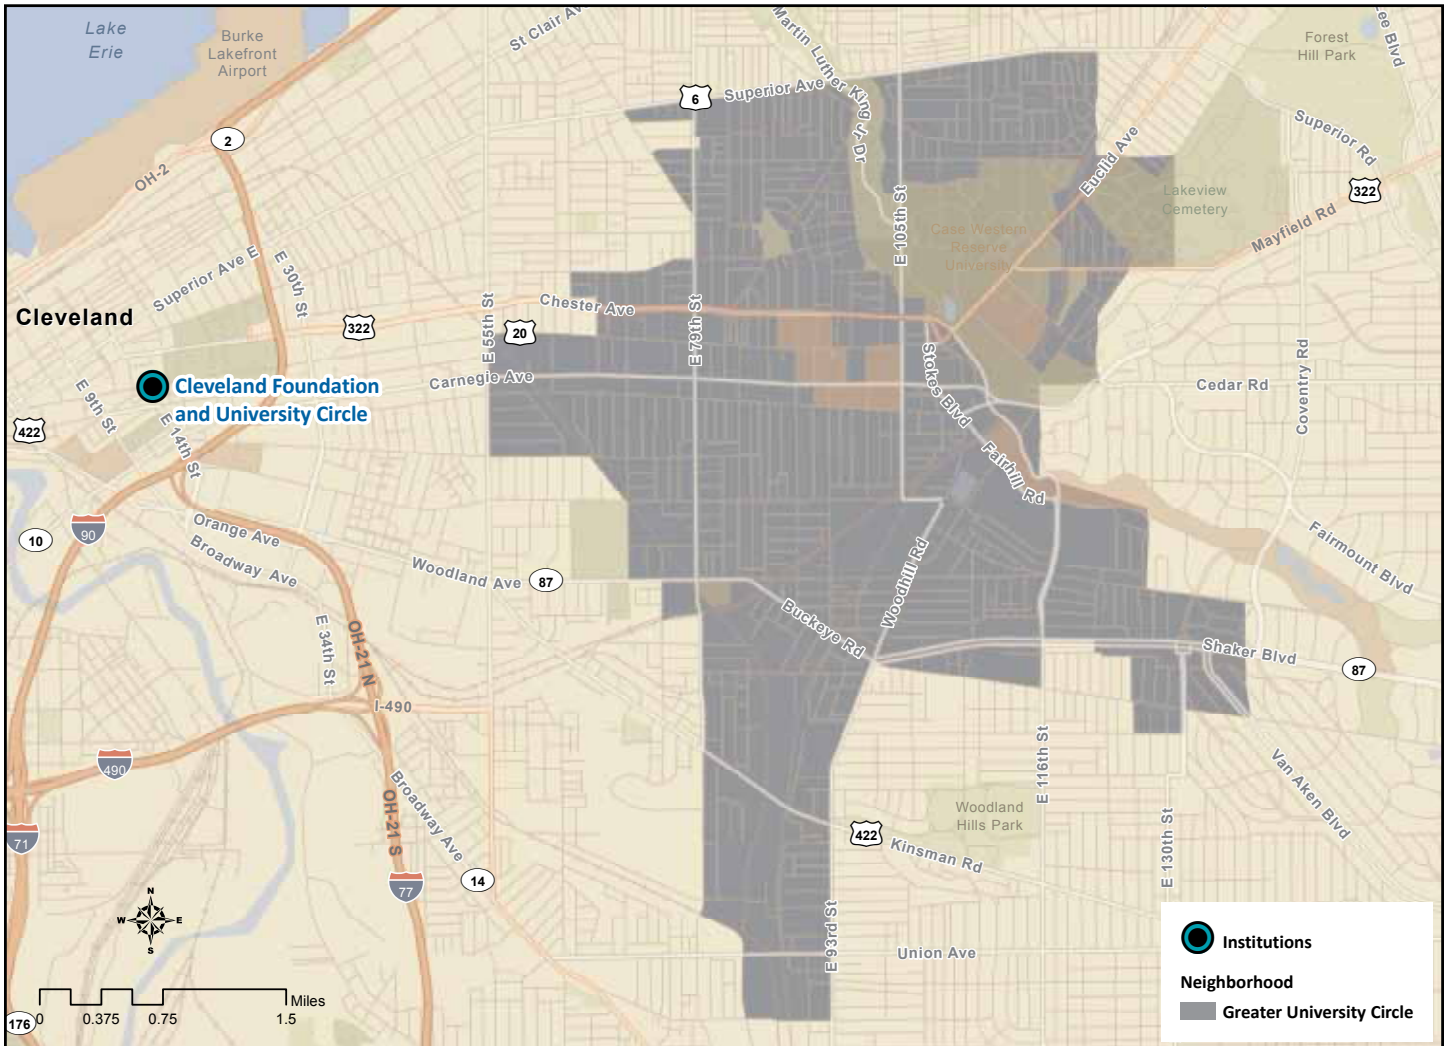 Lake
Erie
Burke
Lakefront
Airport
St Clair Av
Martin Luther King Jr Dr
Lee Blvd
Forest
Hill Park
6
Superior Ave
2
OH-2
Superior Rd
322
Euclid Ave
Lakeview
Cemetery
Mayfield Rd
E 105th St
Case Western
Reserve
University
Superior Ave E
E 30th St
Cleveland
322
E 55th St
20
Chester Ave
E 79th St
Stokes Blvd
Carnegie Ave
Cedar Rd
Coventry Rd
Cleveland Foundation
and University Circle
E 9th St
E 14th St
422
Fairhill Rd
10
90
Orange Ave
Broadway Ave
Woodland Ave
87
Woodhill Rd
Fairmount Blvd
Buckeye Rd
E 34th St
OH-21 N
Shaker Blvd
87
I-490
490
E 116th St
Van Aken Blvd
71
OH-21 S
Broadway Ave
Woodland
Hills Park
422
Kinsman Rd
E 130th St
77
14
N
W
E
S
E 93rd St
Union Ave
Miles
0
0.375
0.75
1.5
176
Institutions
Neighborhood
Greater University Circle